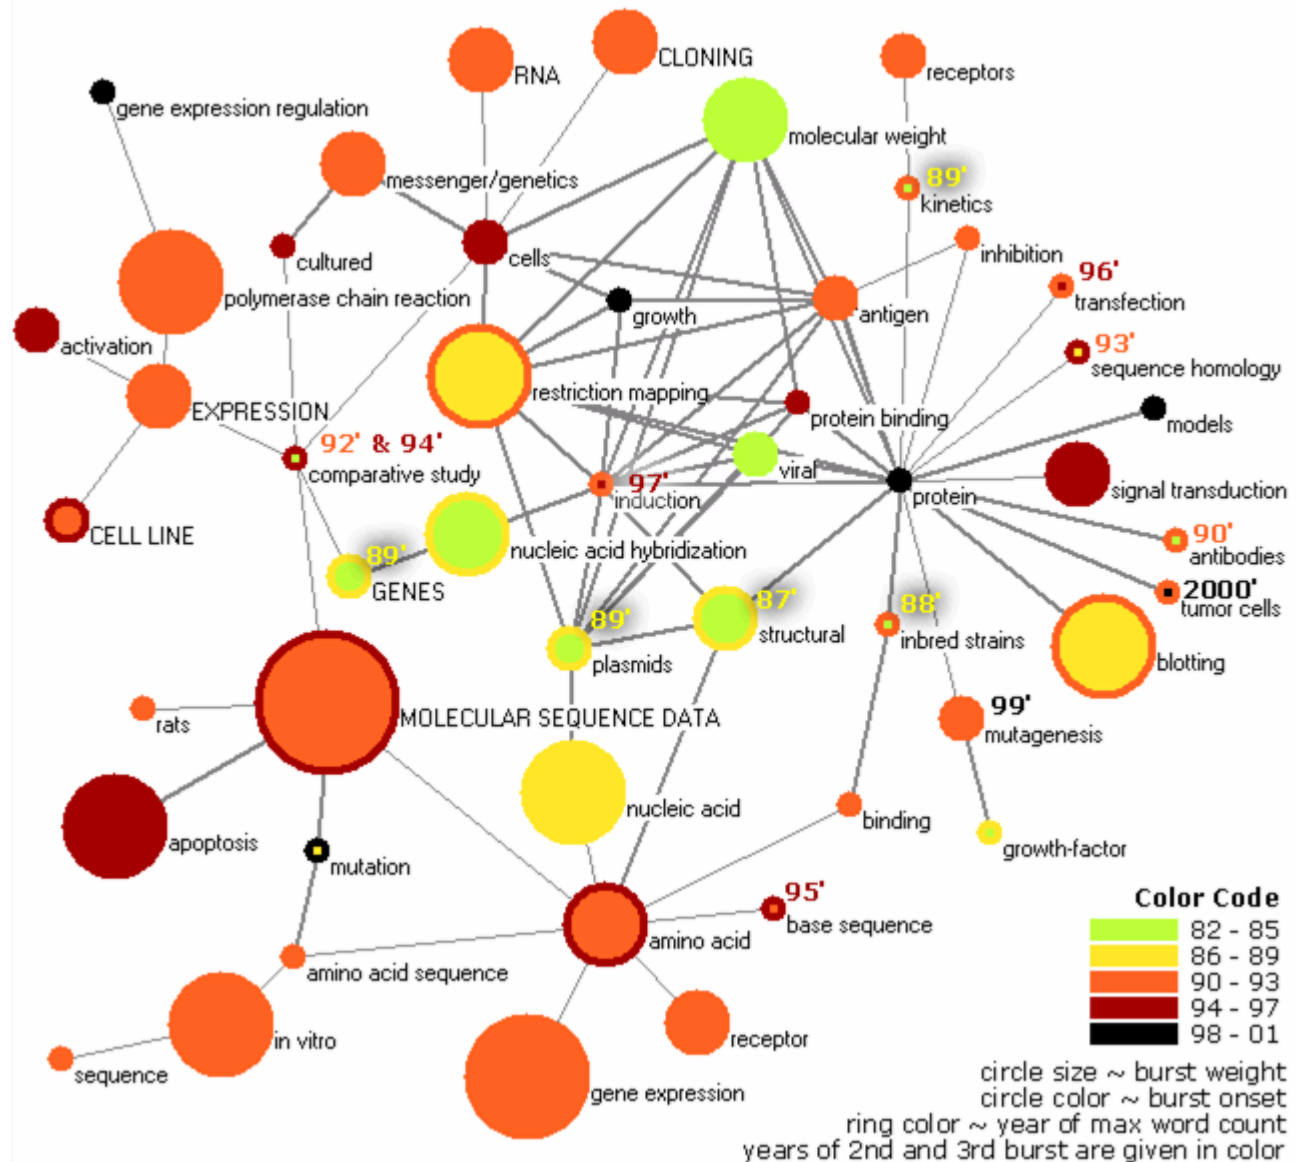 RNA
CLONING
receptors
gene expression regulation
molecular weight
messenger/genetics
89'
kinetics
cultured
cells
inhibition
polymerase chain reaction
growth
antigen
96'
transfection
activation
93'
sequence homology
restriction mapping
EXPRESSION
protein binding
models
92' & 94'
comparative study
viral
97'
induction
protein
signal transduction
CELL LINE
89'
GENES
nucleic acid hybridization
90'
antibodies
89'
plasmids
87'
structural
88'
inbred strains
2000'
tumor cells
blotting
rats
MOLECULAR SEQUENCE DATA
99'
mutagenesis
apoptosis
nucleic acid
binding
growth-factor
mutation
95'
base sequence
amino acid
amino acid sequence
in vitro
receptor
sequence
gene expression
Color Code
82 - 85
86 - 89
90 - 93
94 - 97
98 - 01
circle size ~ burst weight
circle color ~ burst onset
ring color ~ year of max word count
years of 2nd and 3rd burst are given in color